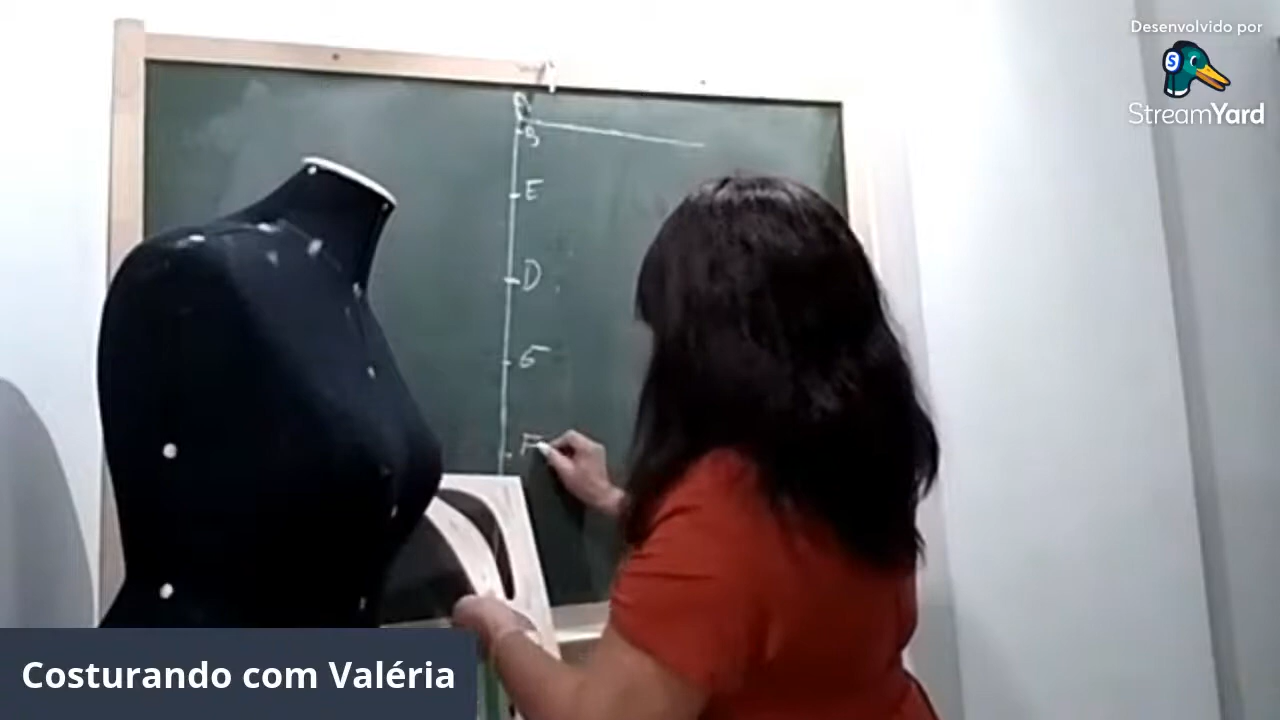 Desenvolvido por
StreamYard
A
B
E
D
G
F
Costurando com Valéria